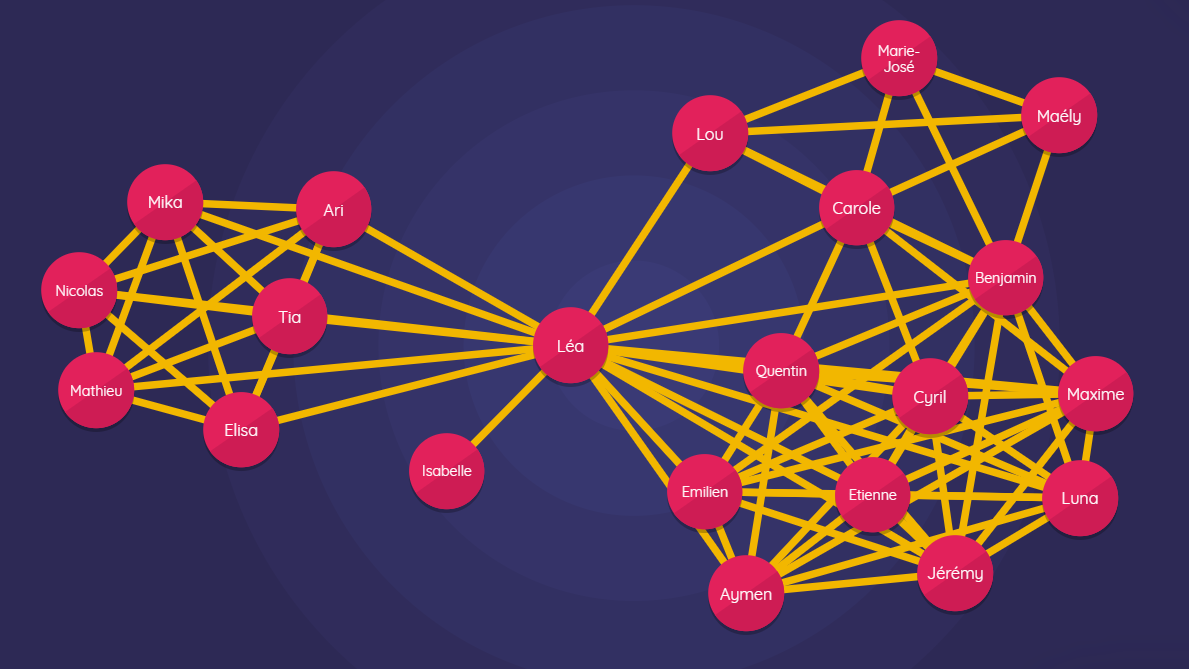 Marie-
José
Maély
Lou
Mika
Ari
Carole
Benjamin
Nicolas
Tia
Léa
Quentin
Mathieu
Cyril
Maxime
Elisa
Isabelle
Emilien
Etienne
Luna
Jérémy
Aymen